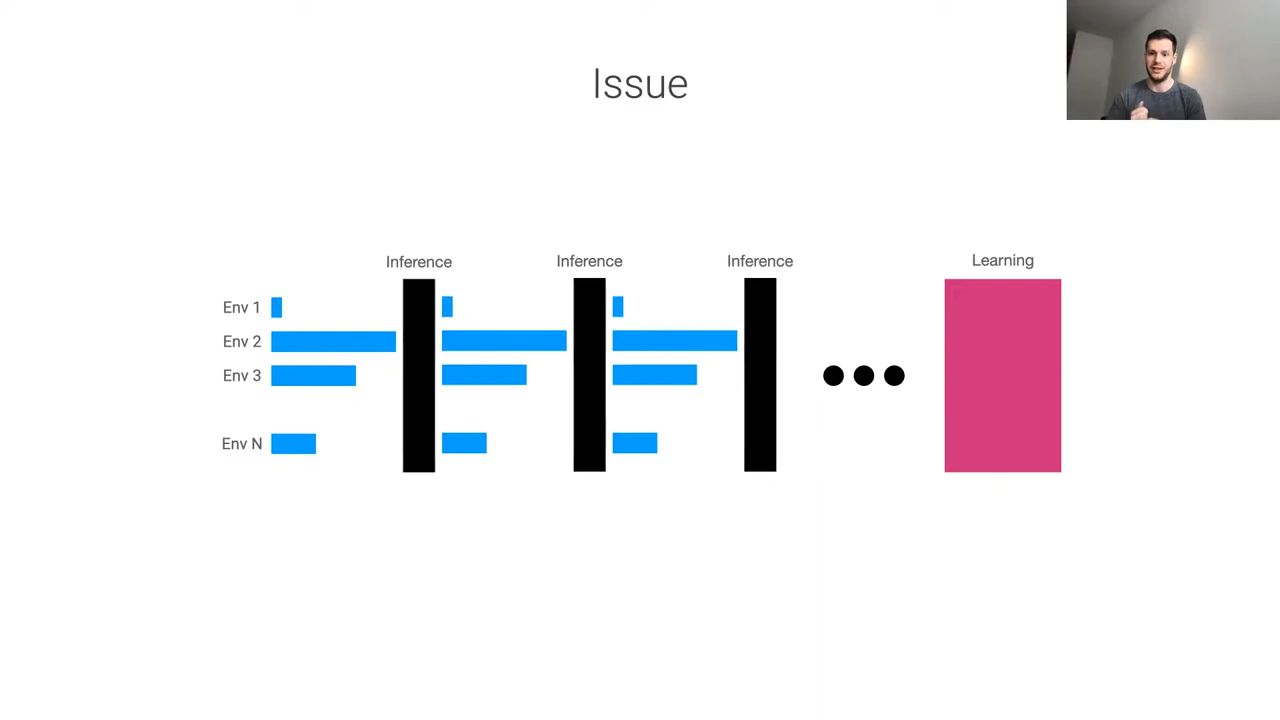 Issue
Inference Inference Inference Learning
Env 1
Env 2
Env 3
Env N